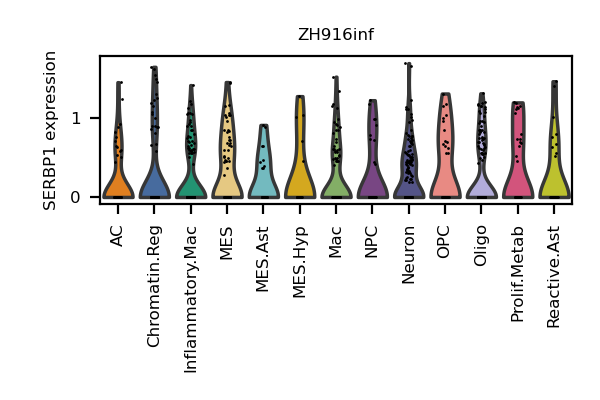 ZH916inf
SERBP1 expression
1
0
AC
Chromatin.Reg
Inflammatory.Mac
MES
MES.Ast
MES.Hyp
Mac
NPC
Neuron
OPC
Oligo
Prolif.Metab
Reactive.Ast